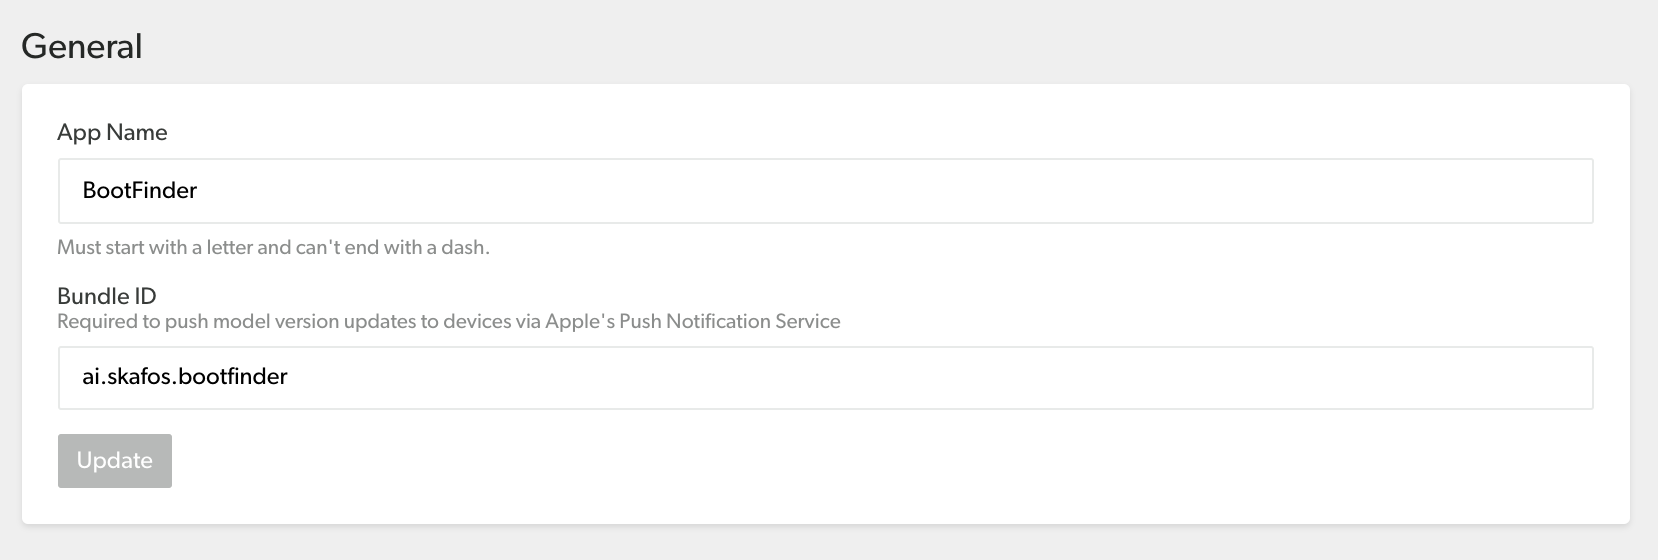 General
App Name
BootFinder
Must start with a letter and can't end with a dash.
Bundle ID
Required to push model version updates to devices via Apple's Push Notification Service
ai.skafos.bootfinder
Update